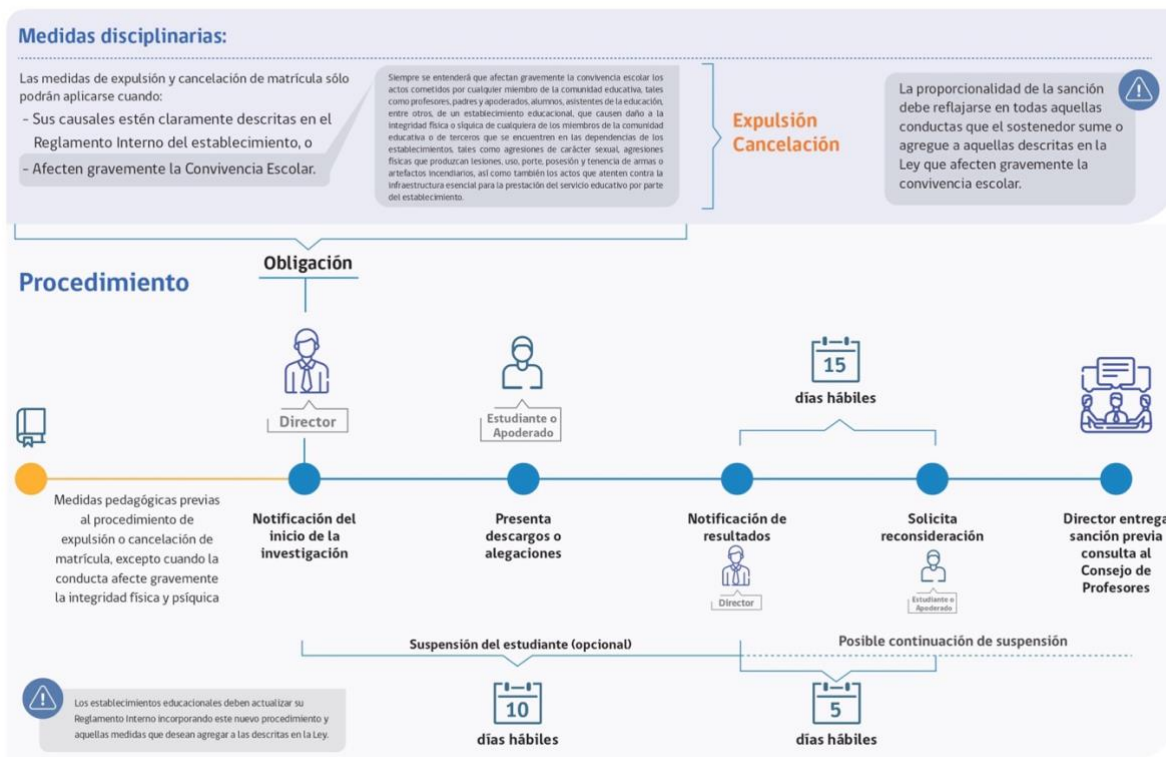 Medidas disciplinarias:
Las medidas de expulsión y cancelación de matrícula sólo
podrán aplicarse cuando:
- Sus causales estén claramente descritas en el
Reglamento Interno del establecimiento, o
- Afecten gravemente la Convivencia Escolar.
Siempre se entenderá que afectan gravemente la convivencia escolar los
actos cometidos por cualquier miembro de la comunidad educativa, tales
como profesores, padres y apoderados, alumnos, asistentes de la educación,
entre otros, de un establecimiento educacional, que causen daño a la
integridad física o síquica de cualquiera de los miembros de la comunidad
educativa o de terceros que se encuentren en las dependencias de los
establecimientos, tales como agresiones de carácter sexual, agresiones
físicas que produzcan lesiones, uso, porte, posesión y tenencia de armas o
artefactos incendiarios, así como también los actos que atenten contra la
infraestructura esencial para la prestación del servicio educativo por parte
del establecimiento.
Expulsión
Cancelación
La proporcionalidad de la sanción
debe reflajarse en todas aquellas
conductas que el sostenedor sume o
agregue a aquellas descritas en la
Ley que afecten gravemente la
convivencia escolar.
Procedimiento
Obligación
Director
Estudiante o
Apoderado
15
días hábiles
Medidas pedagógicas previas
al procedimiento de
expulsión o cancelación de
matrícula, excepto cuando la
conducta afecte gravemente
la integridad física y psíquica
Notificación del
inicio de la
investigación
Presenta
descargos o
alegaciones
Notificación de
resultados
Director
Solicita
reconsideración
Estudiante o
Apoderado
Director entrega
sanción previa
consulta al
Consejo de
Profesores
Suspensión del estudiante (opcional)
Posible continuación de suspensión
10
días hábiles
5
días hábiles
Los establecimientos educacionales deben actualizar su
Reglamento Interno incorporando este nuevo procedimiento y
aquellas medidas que desean agregar a las descritas en la Ley.